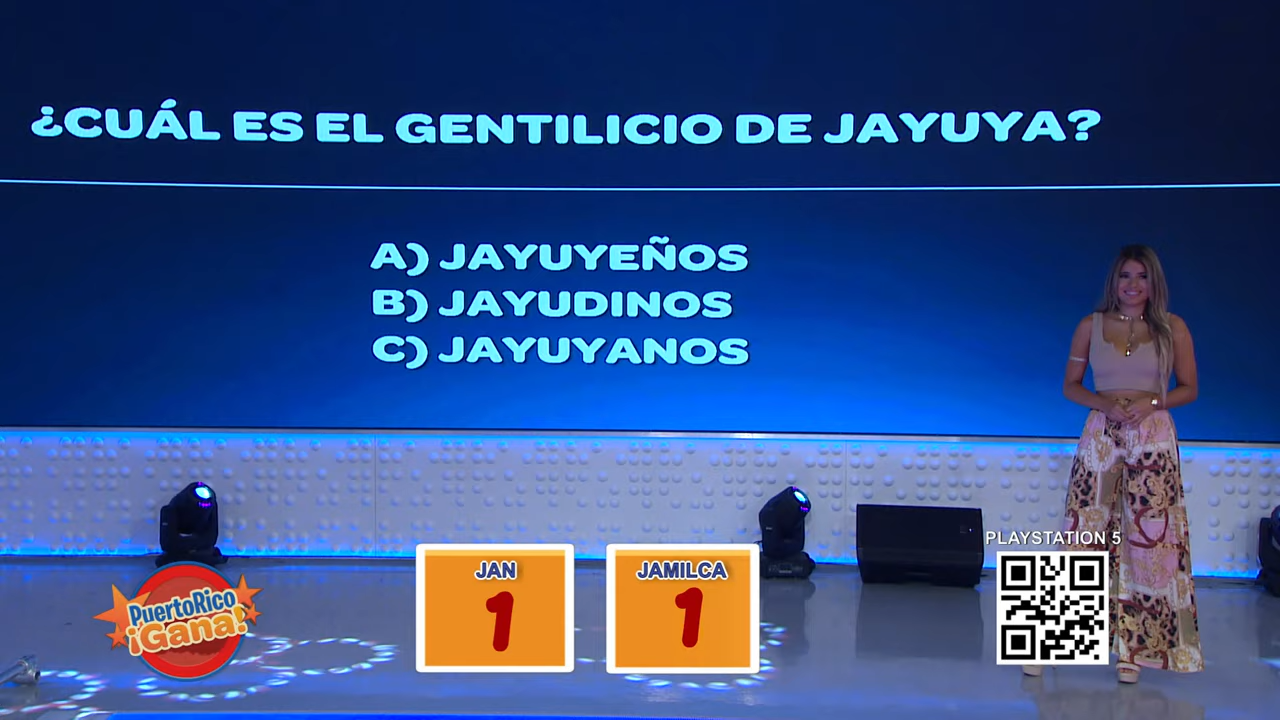 ¿CUÁL ES EL GENTILICIO DE JAYUYA?
A) JAYUYEÑOS
B) JAYUDINOS
C) JAYUYANOS
PLAYSTATION 5
JAN
1
JAMILCA
1
PuertoRico
¡Gana!